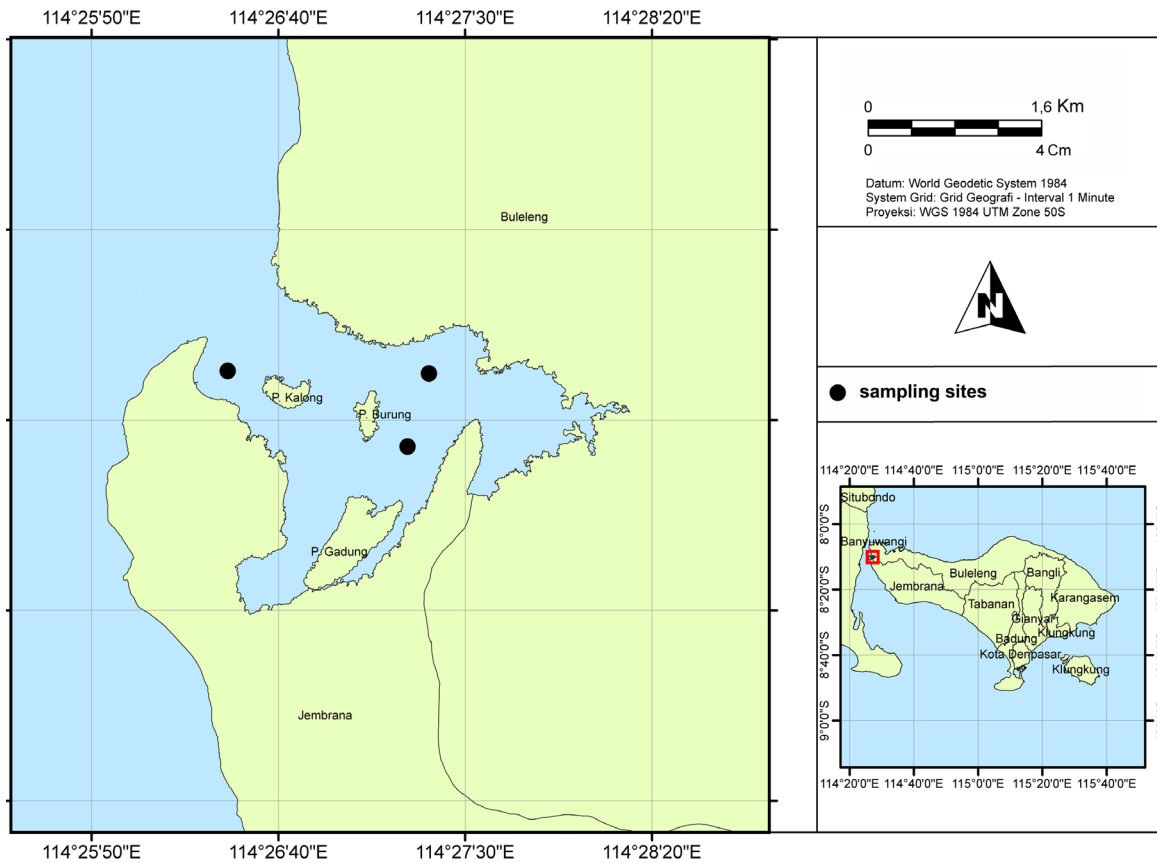 114°25'50"E 114°26'40"E 114°27'30"E 114°28'20"E
Buleleng
P. Kalong
P. Burung
P. Gadung
Jembrana
114°25'50"E 114°26'40"E 114°27'30"E 114°28'20"E
0 1,6 Km
0 4 Cm
Datum: World Geodetic System 1984
System Grid: Grid Geografi - Interval 1 Minute
Proyeksi: WGS 1984 UTM Zone 50S
N
sampling sites
114°20'0"E 114°40'0"E 115°0'0"E 115°20'0"E 115°40'0"E
8°0'0"S
8°20'0"S
8°40'0"S
9°0'0"S
Situbondo
Banyuwangi
Buleleng
Bangli
Jembrana
Karangasem
Tabanan
Gianyar
Klungkung
Badung
Kota Denpasar
Klungkung
114°20'0"E 114°40'0"E 115°0'0"E 115°20'0"E 115°40'0"E